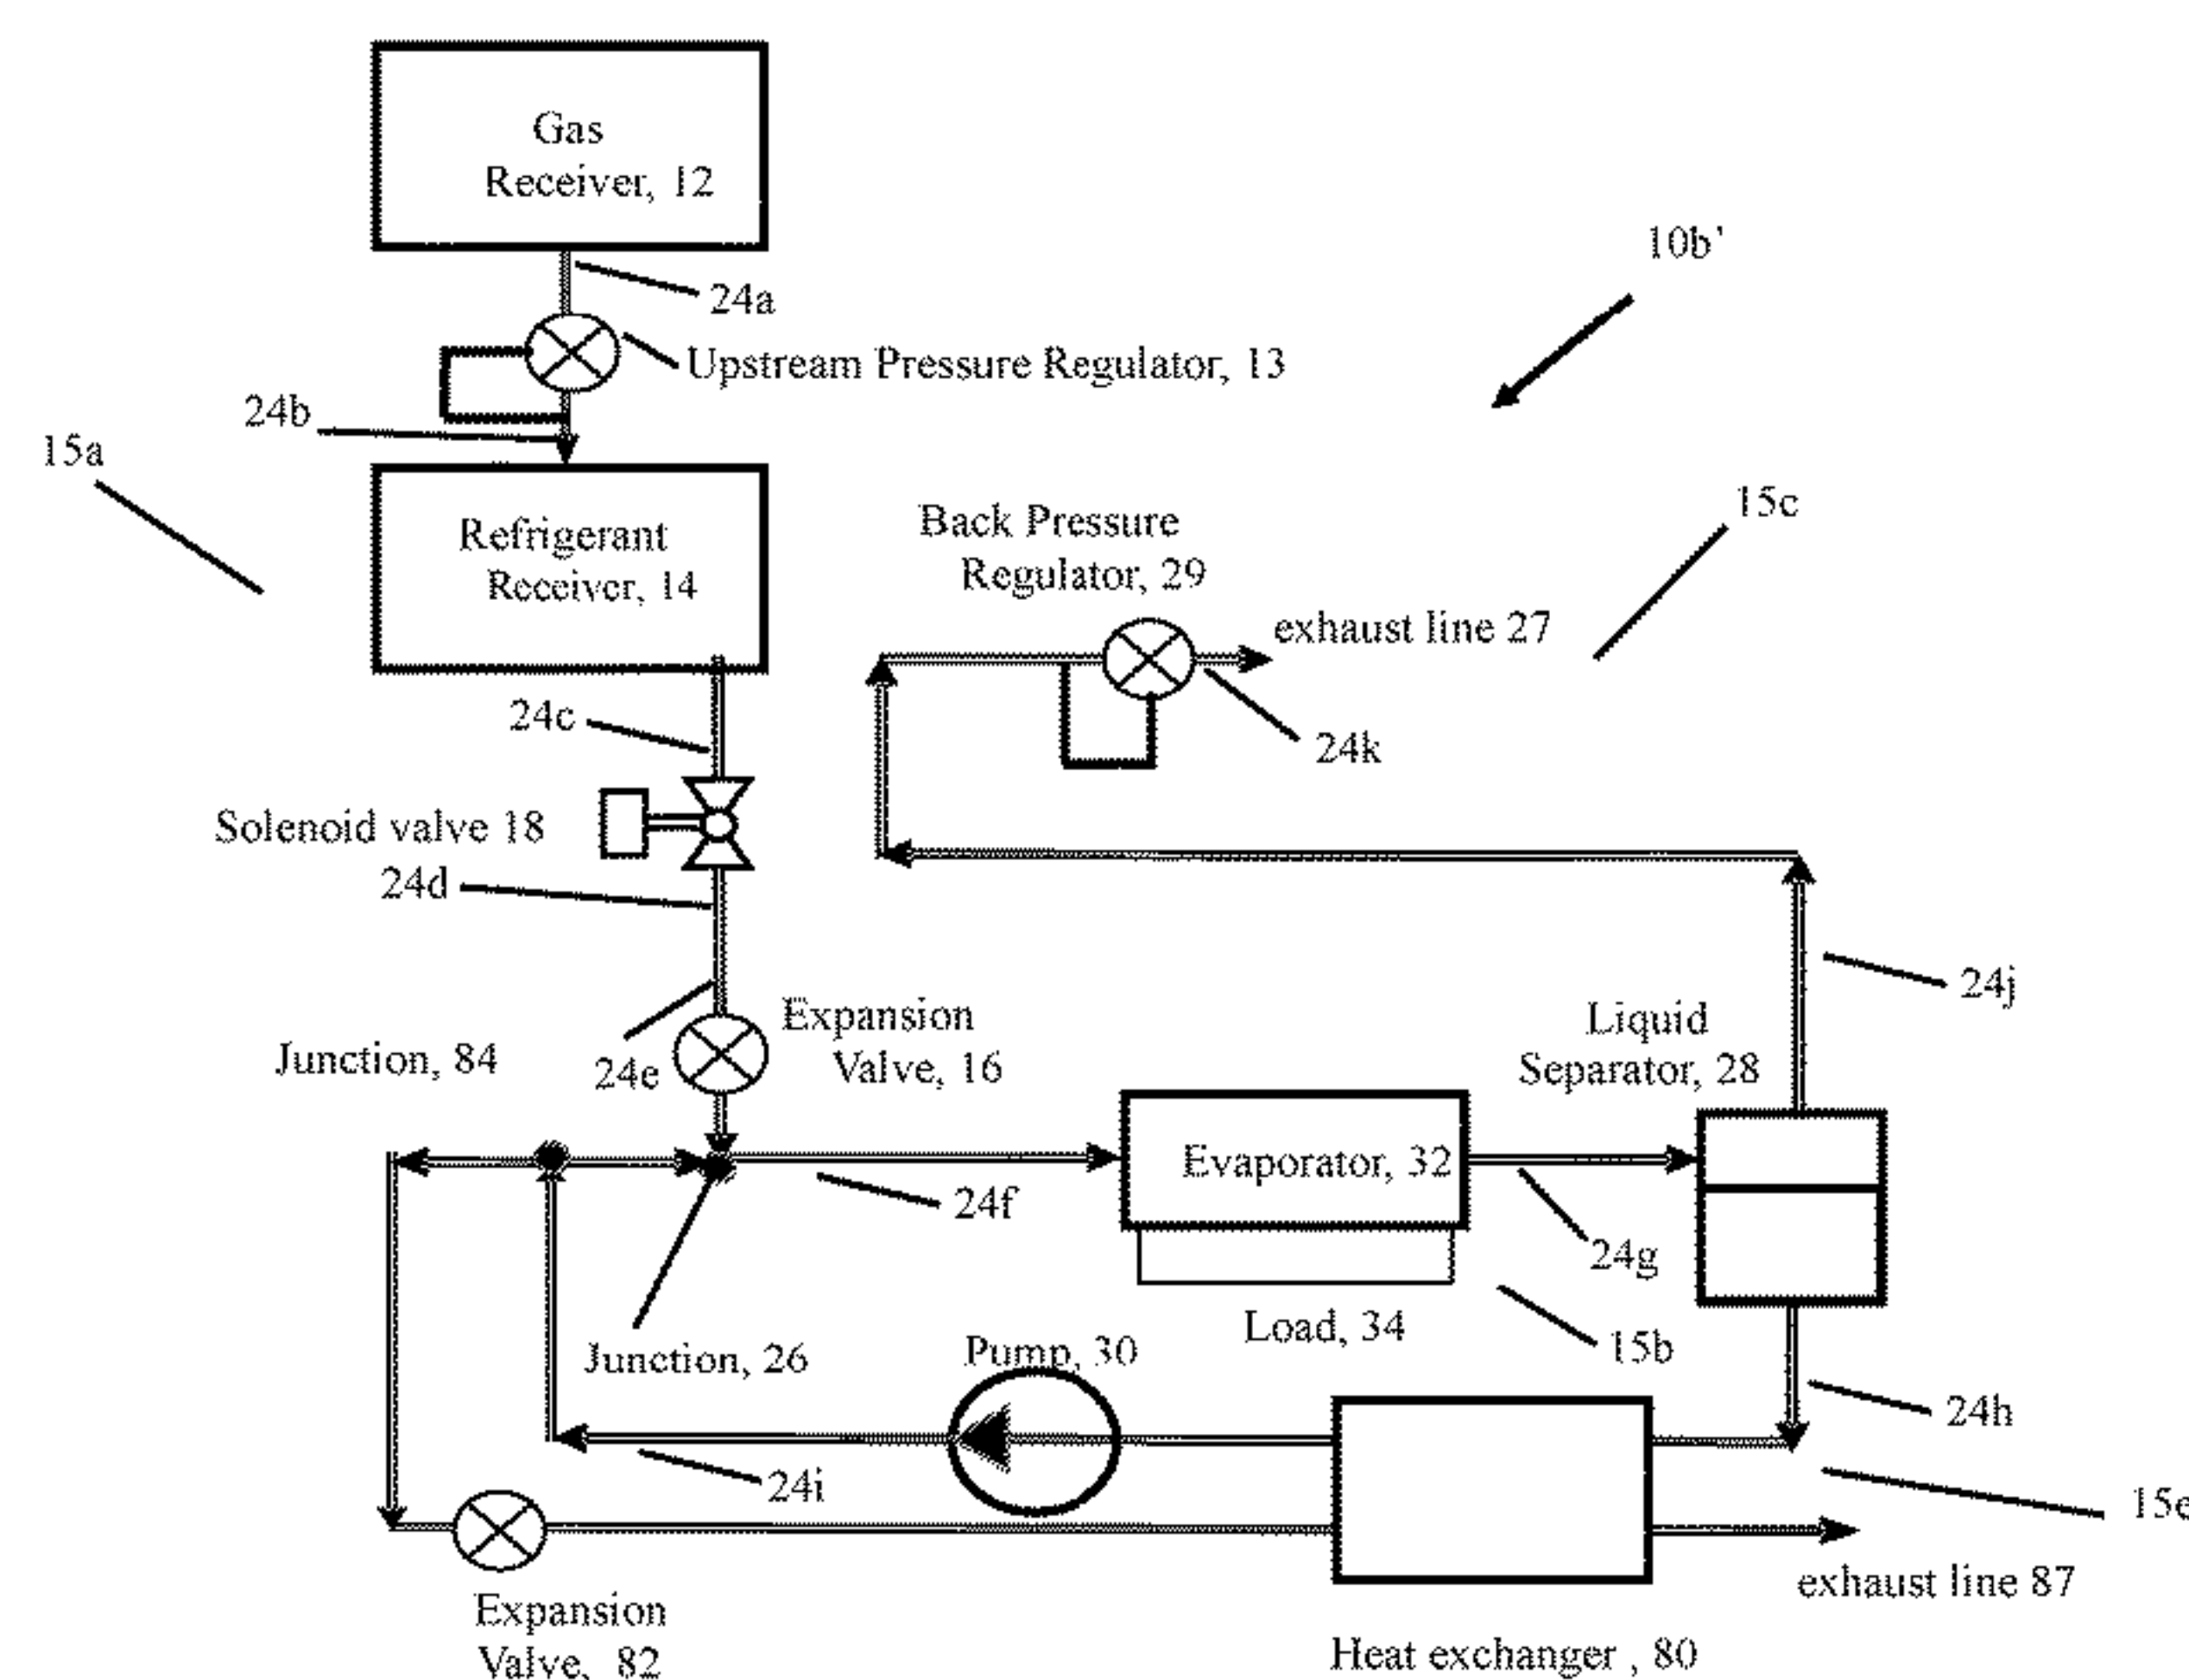 Gas
Receiver, 12
10b'
24a
Upstream Pressure Regulator, 13
24b
15a
15c
Back Pressure
Regulator, 29
Refrigerant
Receiver, 14
exhaust line 27
24c
24k
Solenoid valve 18
24d
24j
Expansion
Valve, 16
Liquid
Separator, 28
Junction, 84
24e
Evaporator, 32
24f
24g
Load, 34
15b
Junction, 26
Pump, 30
24h
24i
15e
exhaust line 87
Expansion
Valve, 82
Heat exchanger , 80